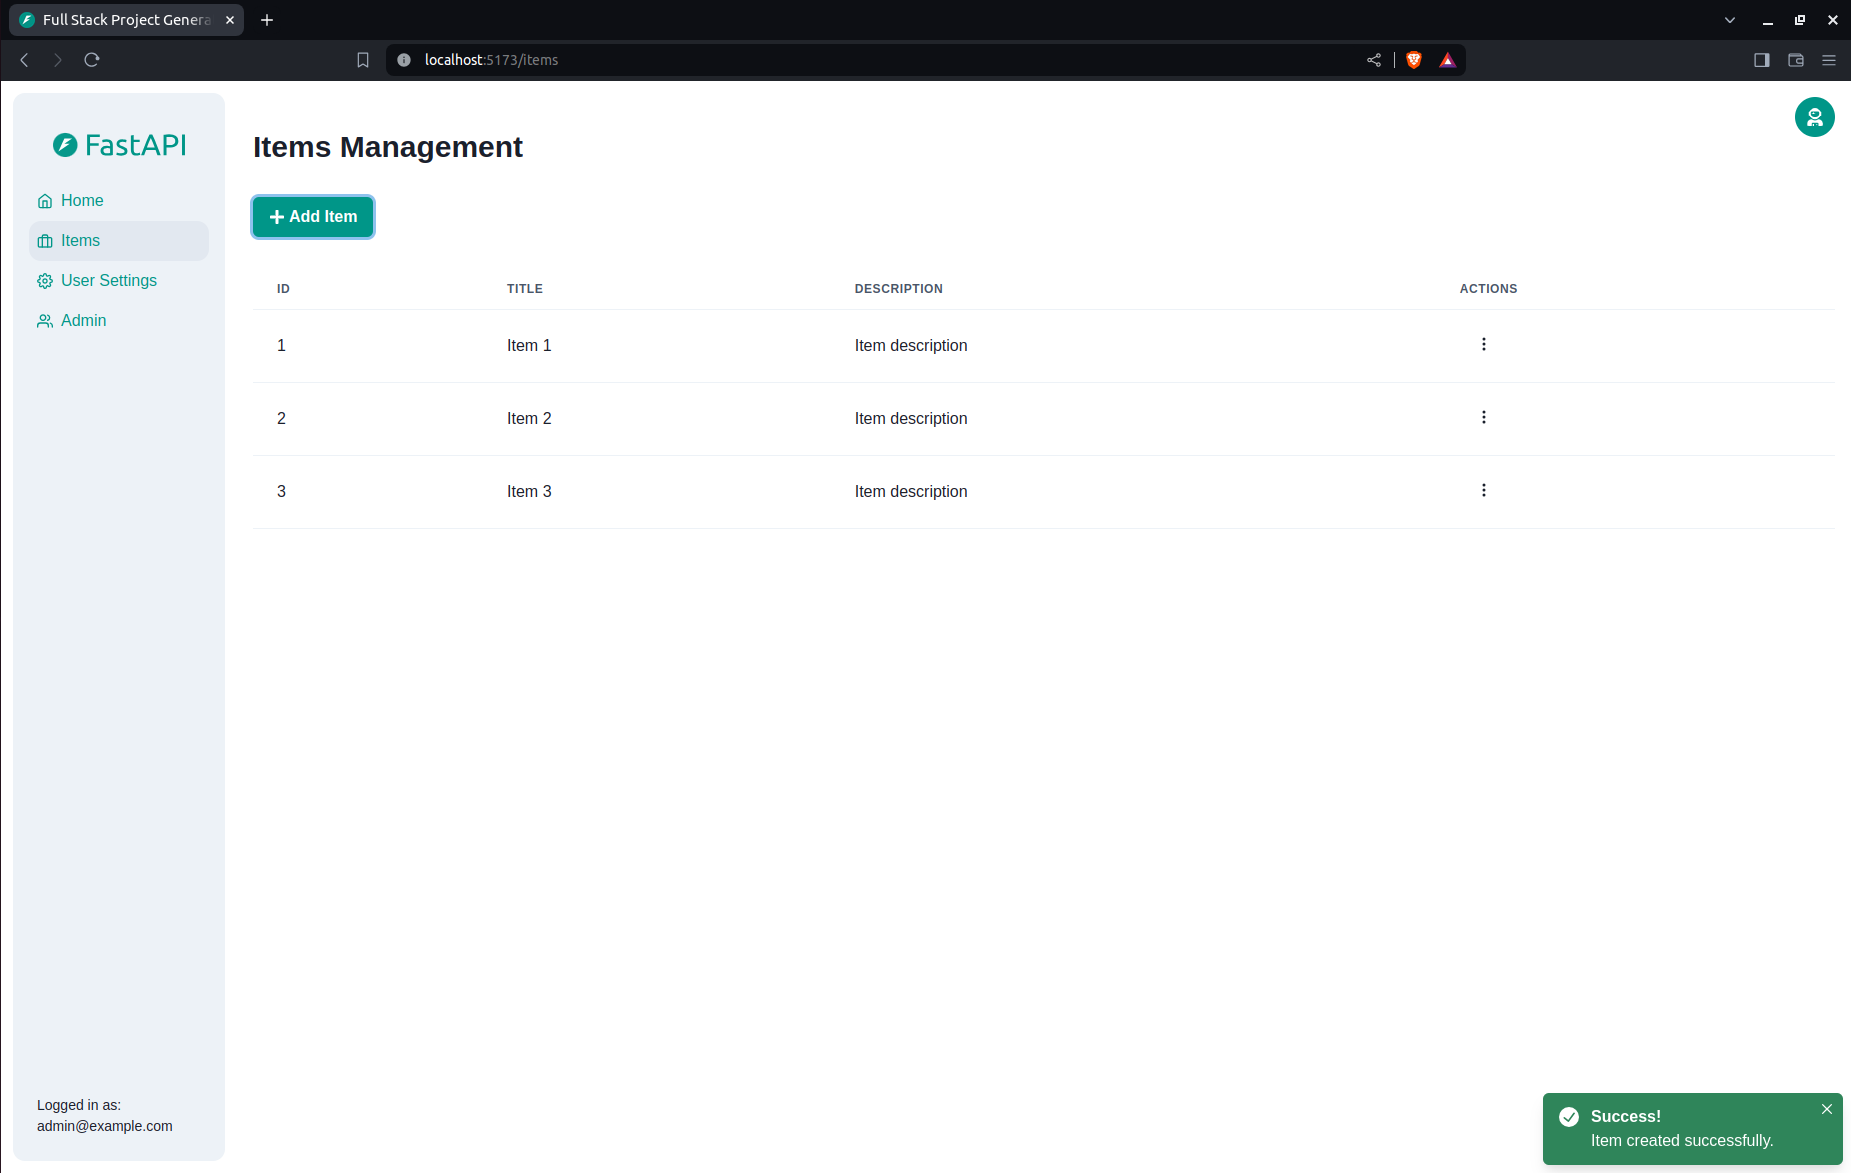 Full Stack Project Genera
localhost:5173/items
FastAPI
Home
Items
User Settings
Admin
Logged in as:
admin@example.com
Items Management
Add Item
ID TITLE DESCRIPTION ACTIONS
1 Item 1 Item description
2 Item 2 Item description
3 Item 3 Item description
Success!
Item created successfully.